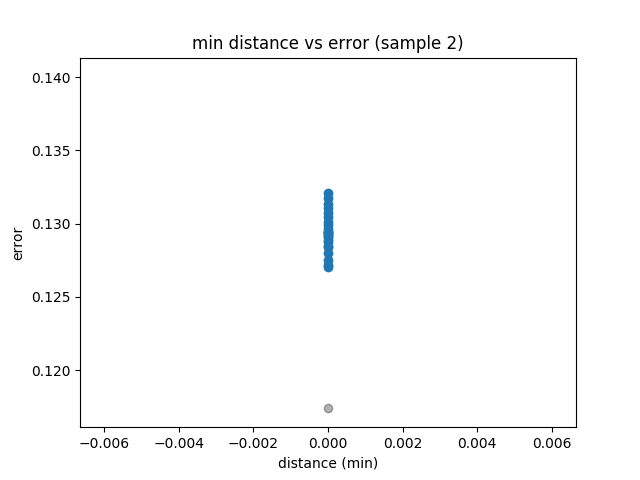 min distance vs error (sample 2)
0.140
0.135
0.130
0.125
0.120
error
−0.006 −0.004 −0.002 0.000 0.002 0.004 0.006
distance (min)